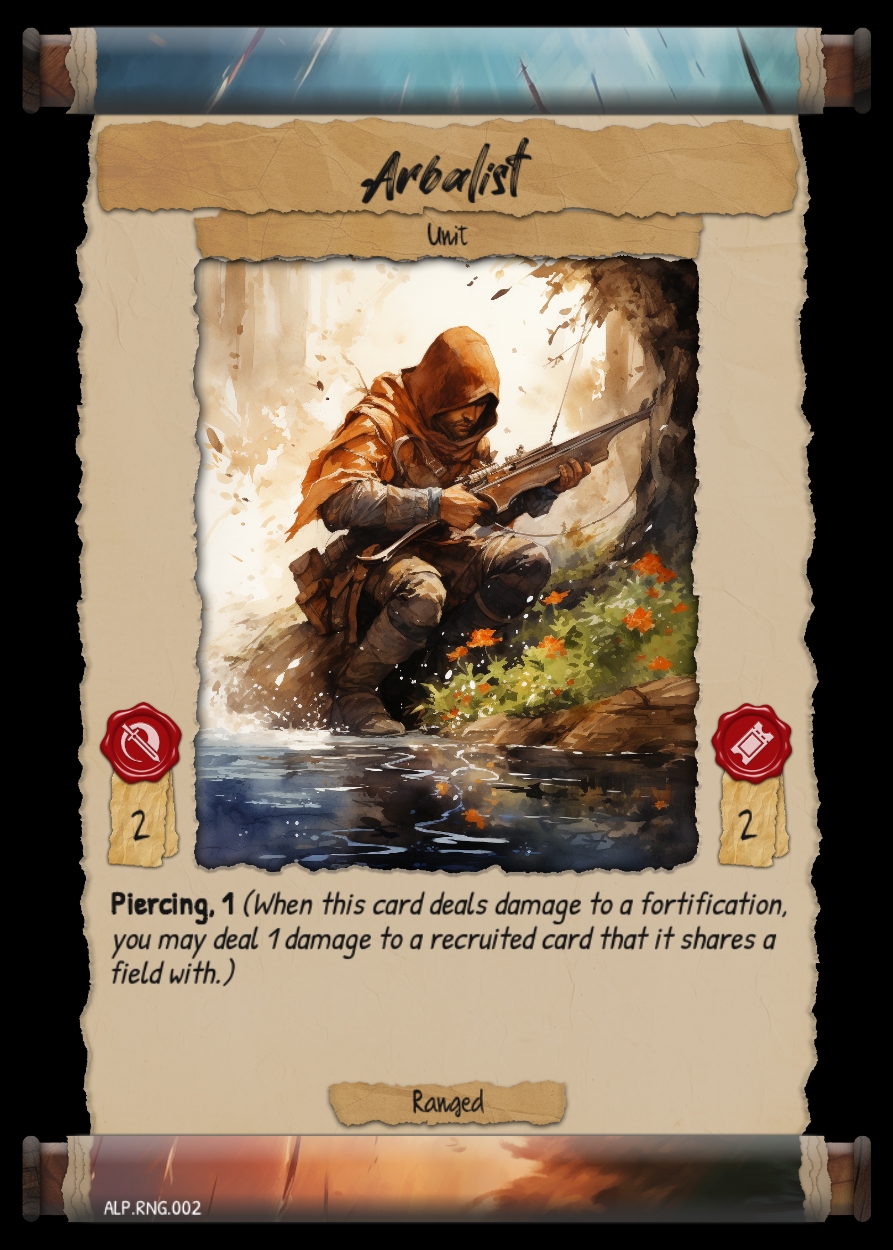 Arbalist
Unit
2
2
Piercing, 1 (When this card deals damage to a fortification,
you may deal 1 damage to a recruited card that it shares a
field with.)
Ranged
ALP.RNG.002